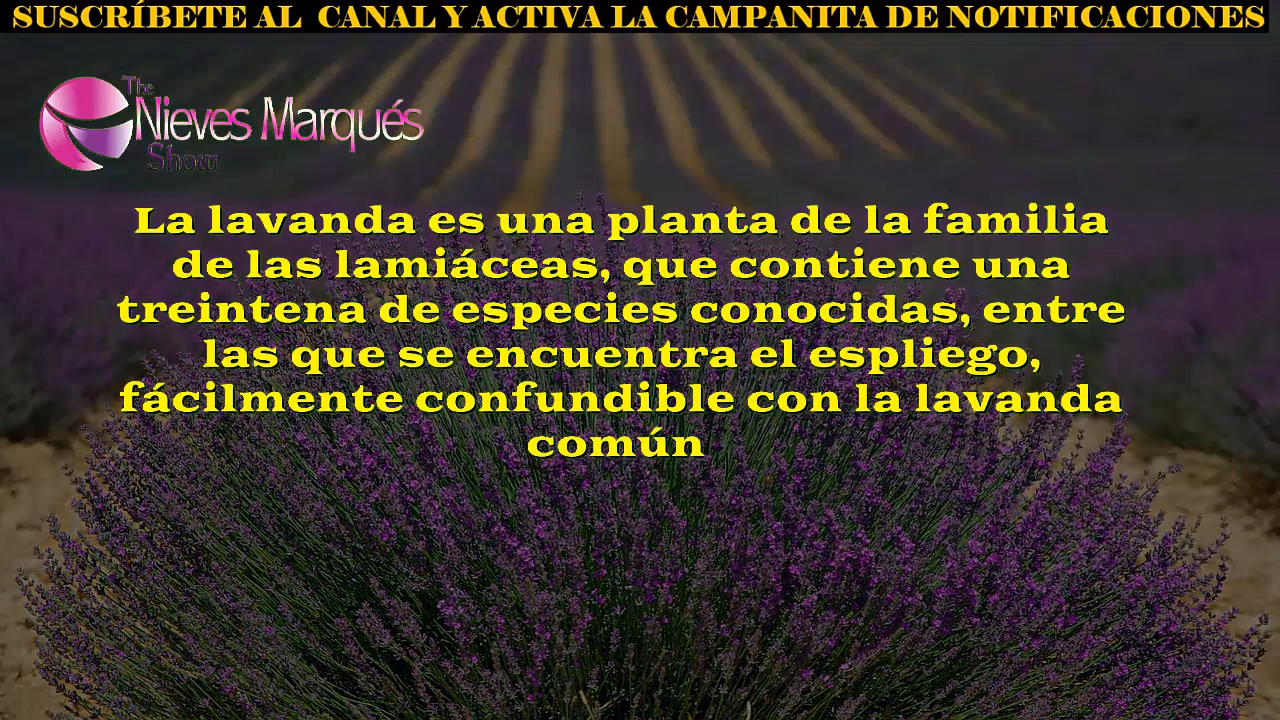 SUSCRÍBETE AL CANAL Y ACTIVA LA CAMPANITA DE NOTIFICACIONES
The
Nieves Marqués
Show
La lavanda es una planta de la familia
de las lamiáceas, que contiene una
treintena de especies conocidas, entre
las que se encuentra el espliego,
fácilmente confundible con la lavanda
común